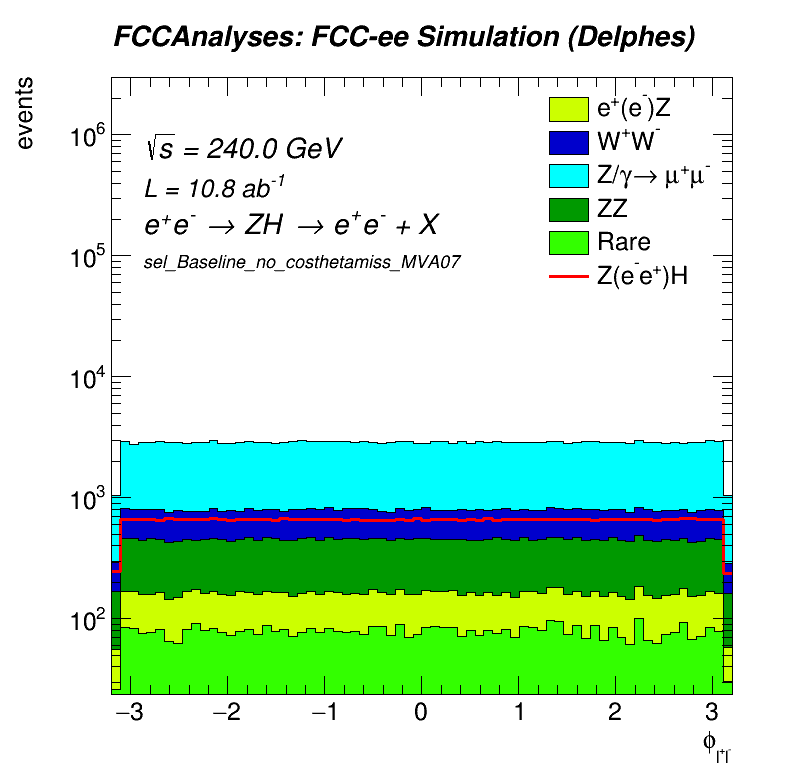 FCCAnalyses: FCC-ee Simulation (Delphes)
events
√s = 240.0 GeV
L = 10.8 ab⁻¹
e⁺e⁻ → ZH → e⁺e⁻ + X
sel_Baseline_no_costhetamiss_MVA07
e⁺(e⁻)Z
W⁺W⁻
Z/γ→ μ⁺μ⁻
ZZ
Rare
Z(e⁻e⁺)H
10⁶
10⁵
10⁴
10³
10²
−3 −2 −1 0 1 2 3
ϕ_l⁺l⁻